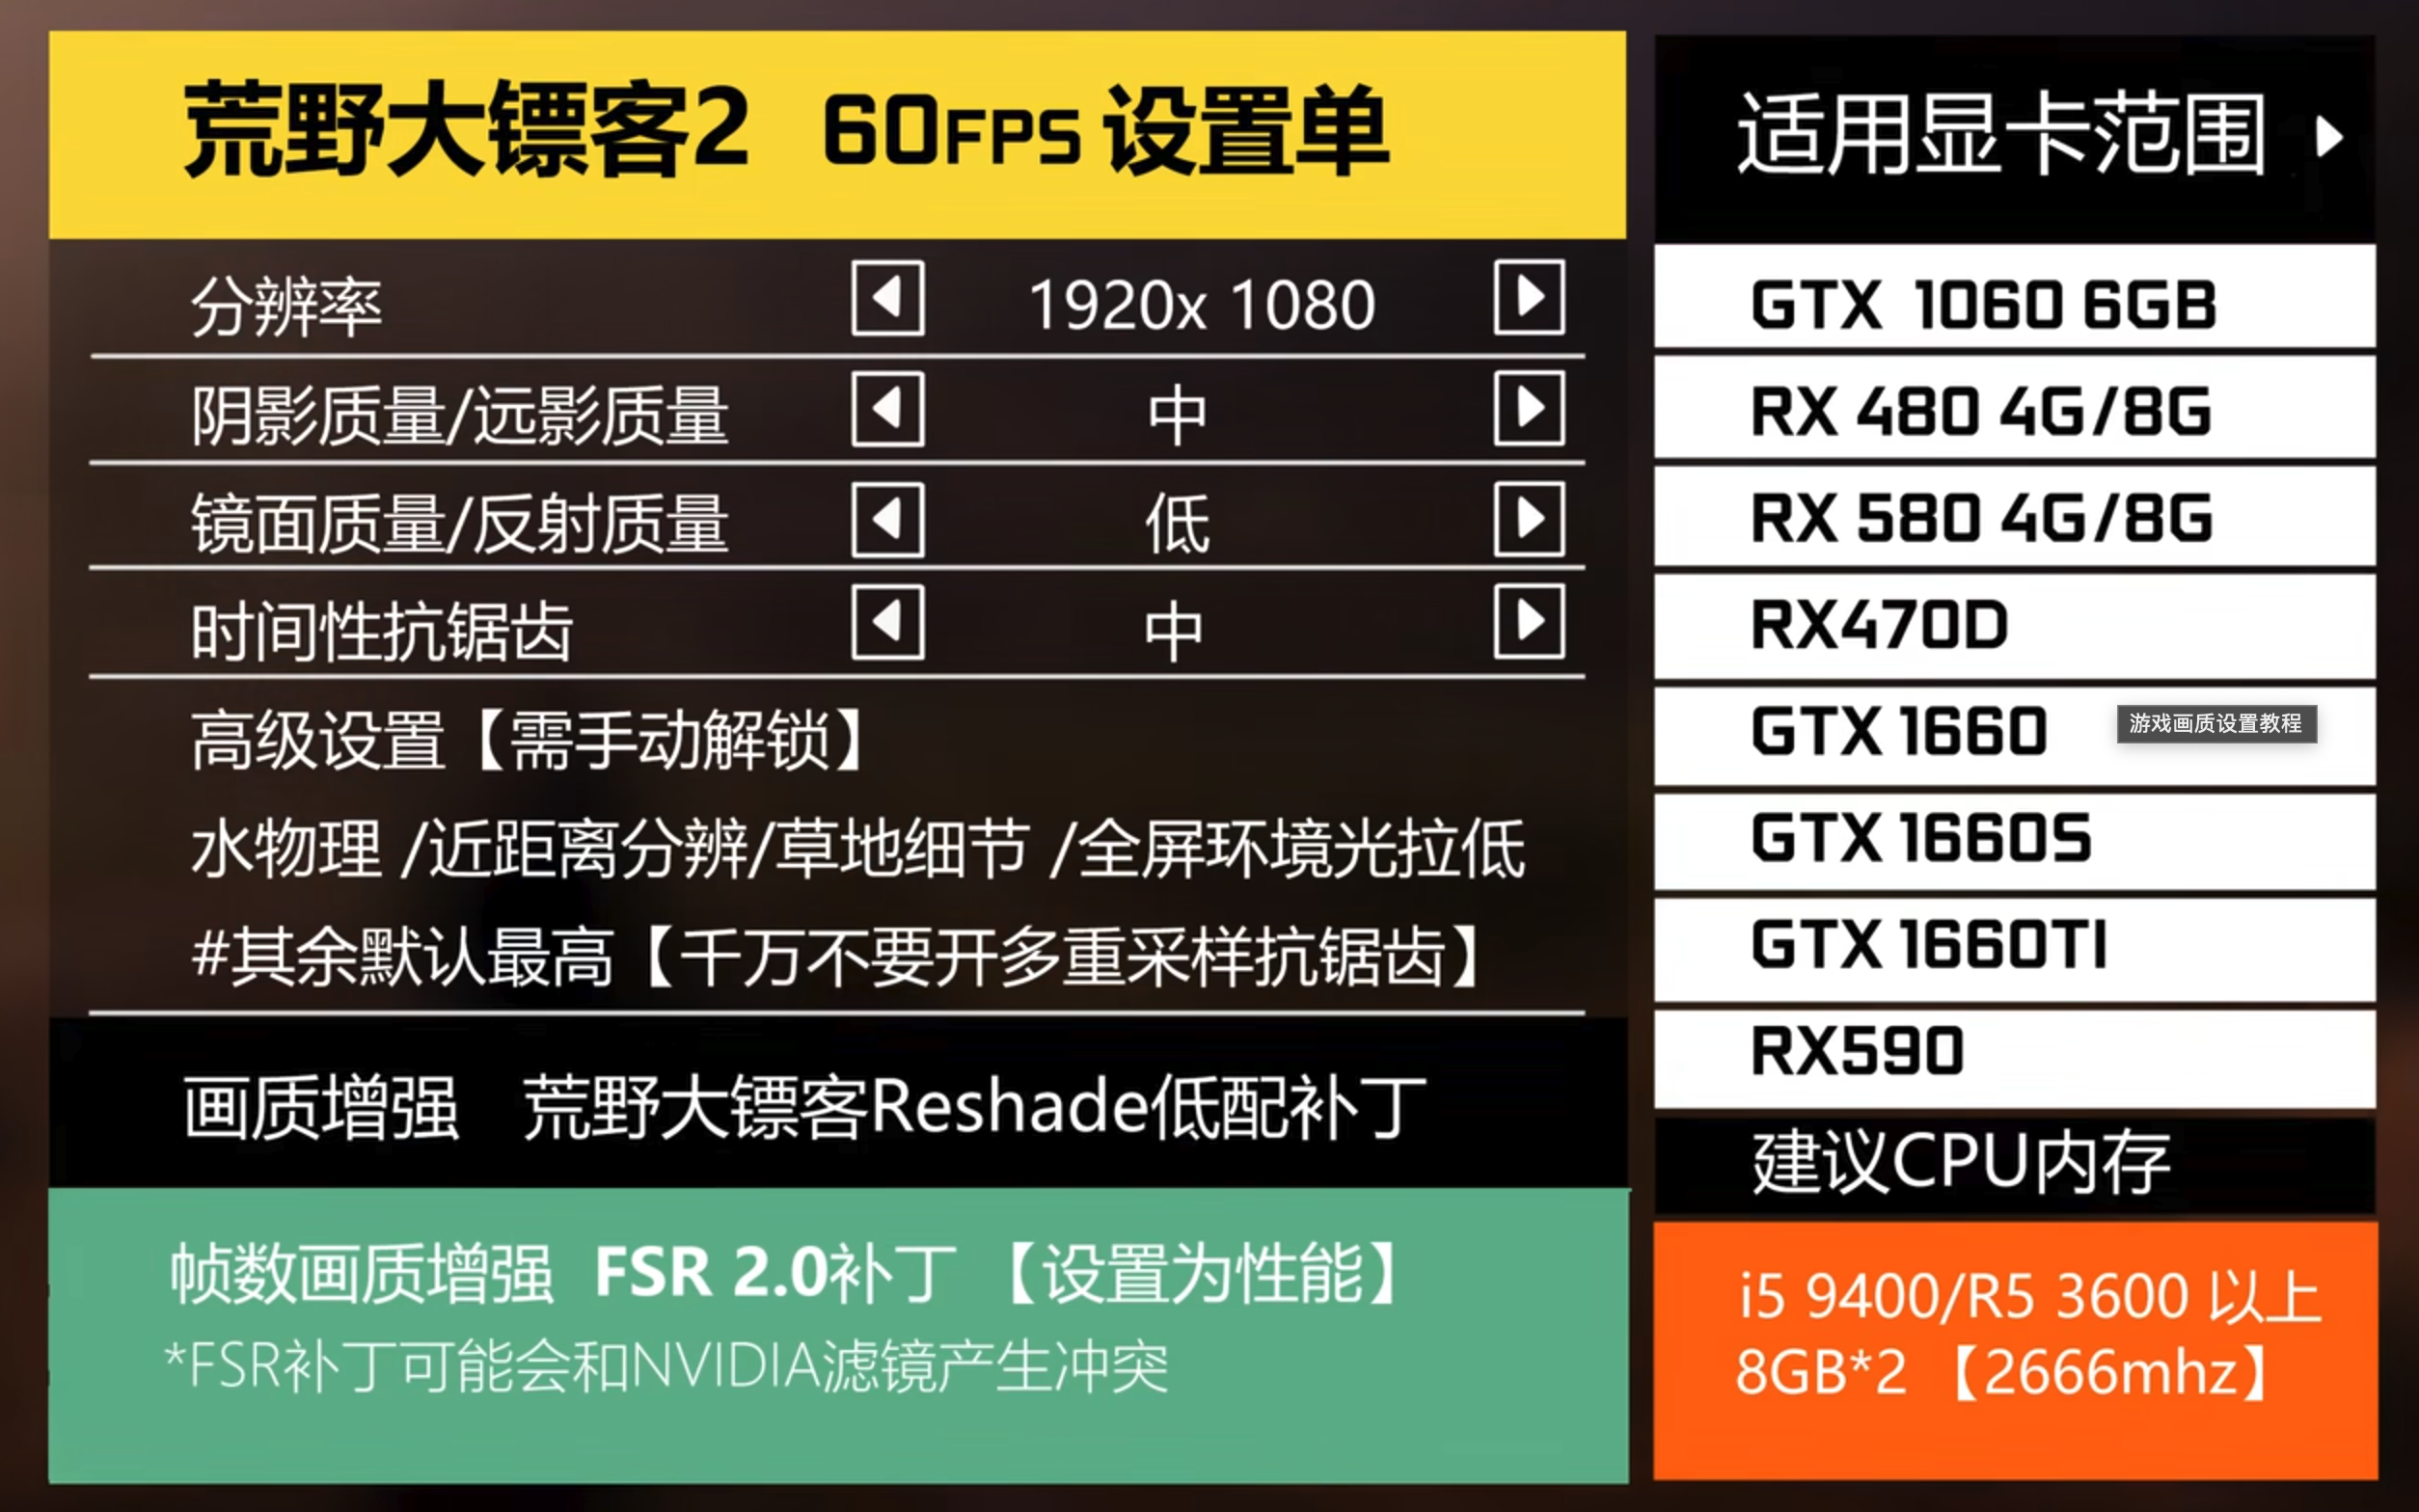 荒野大镖客2 60FPS 设置单
分辨率 1920x 1080
阴影质量/远影质量 中
镜面质量/反射质量 低
时间性抗锯齿 中
高级设置【需手动解锁】
水物理 /近距离分辨/草地细节 /全屏环境光拉低
#其余默认最高【千万不要开多重采样抗锯齿】
画质增强 荒野大镖客Reshade低配补丁
帧数画质增强 FSR 2.0补丁 【设置为性能】
*FSR补丁可能会和NVIDIA滤镜产生冲突
适用显卡范围
GTX 1060 6GB
RX 480 4G/8G
RX 580 4G/8G
RX470D
GTX 1660
游戏画质设置教程
GTX 1660S
GTX 1660TI
RX590
建议CPU内存
i5 9400/R5 3600 以上
8GB*2 【2666mhz】